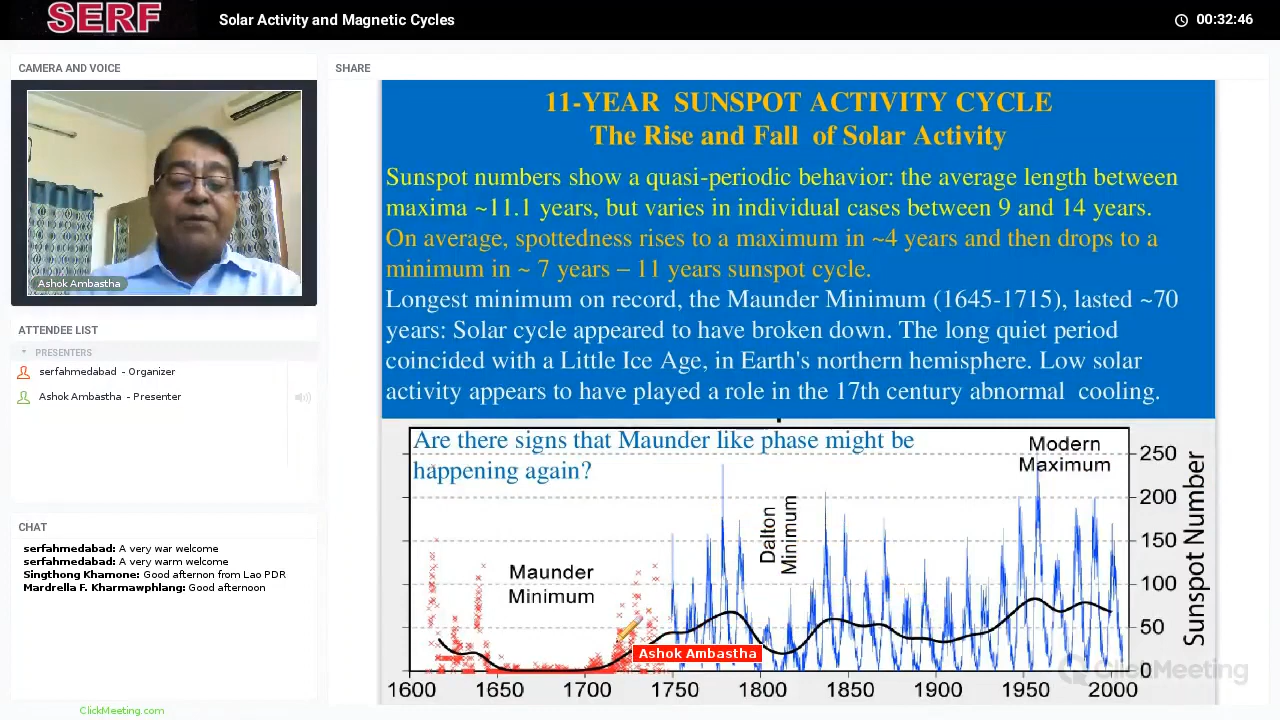 SERF
Solar Activity and Magnetic Cycles
00:32:46
CAMERA AND VOICE
Ashok Ambastha
ATTENDEE LIST
PRESENTERS
serfahmedabad - Organizer
Ashok Ambastha - Presenter
CHAT
serfahmedabad: A very war welcome
serfahmedabad: A very warm welcome
Singthong Khamone: Good afternon from Lao PDR
Mardrella F. Kharmawphlang: Good afternoon
ClickMeeting.com
SHARE
11-YEAR SUNSPOT ACTIVITY CYCLE
The Rise and Fall of Solar Activity
Sunspot numbers show a quasi-periodic behavior: the average length between
maxima ~11.1 years, but varies in individual cases between 9 and 14 years.
On average, spottedness rises to a maximum in ~4 years and then drops to a
minimum in ~ 7 years – 11 years sunspot cycle.
Longest minimum on record, the Maunder Minimum (1645-1715), lasted ~70
years: Solar cycle appeared to have broken down. The long quiet period
coincided with a Little Ice Age, in Earth's northern hemisphere. Low solar
activity appears to have played a role in the 17th century abnormal cooling.
Are there signs that Maunder like phase might be
happening again?
Modern
Maximum
Dalton
Minimum
Maunder
Minimum
Ashok Ambastha
250
200
150
100
50
0
Sunspot Number
ClickMeeting
1600 1650 1700 1750 1800 1850 1900 1950 2000